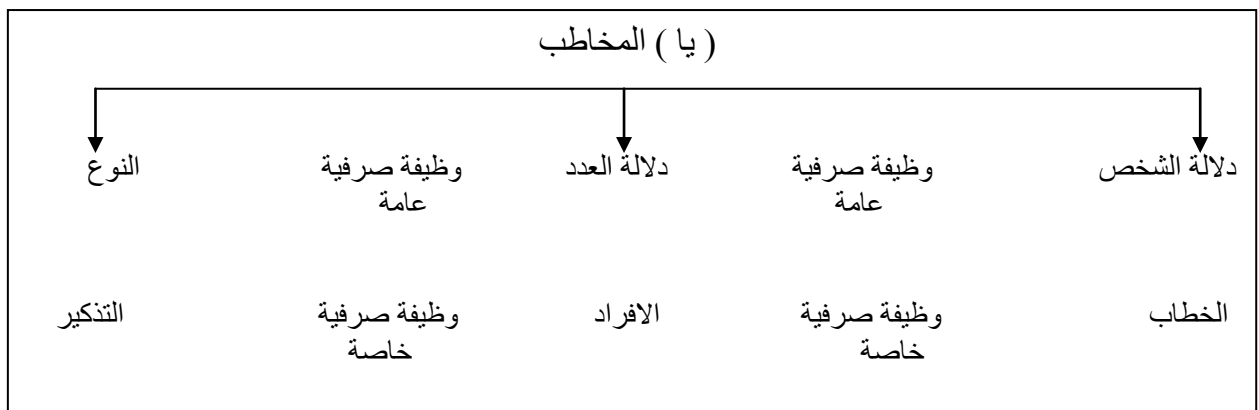 ( يا ) المخاطب
دلالة الشخص وظيفة صرفية دلالة العدد وظيفة صرفية النوع
عامة عامة
الخطاب وظيفة صرفية الافراد وظيفة صرفية التذكير
خاصة خاصة